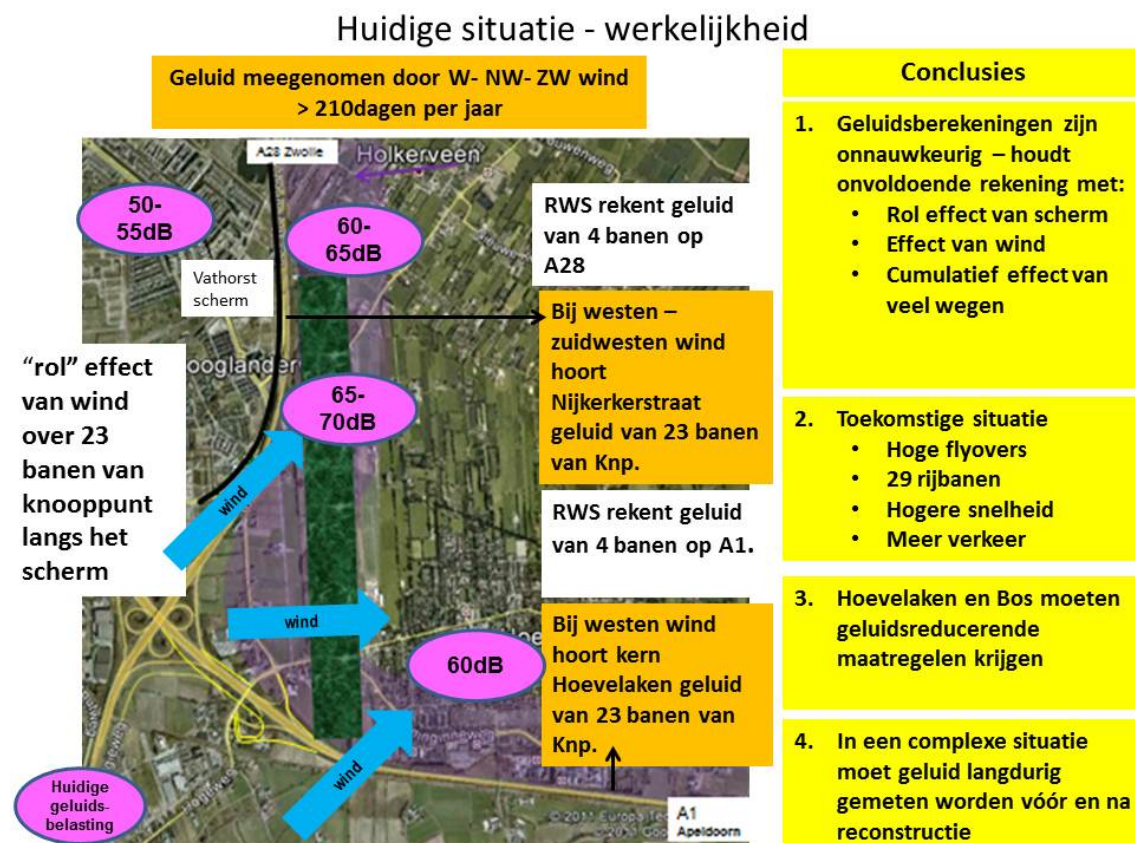 Huidige situatie - werkelijkheid
Geluid meegenomen door W- NW- ZW wind
> 210dagen per jaar
A28 Zwolle
Holkerveen
50-
55dB
60-
65dB
Vathorst
scherm
RWS rekent geluid
van 4 banen op
A28
ooglander
“rol” effect
van wind
over 23
banen van
knooppunt
langs het
scherm
65-
70dB
Bij westen –
zuidwesten wind
hoort
Nijkerkerstraat
geluid van 23 banen
van Knp.
wind
RWS rekent geluid
van 4 banen op A1.
wind
60dB
Bij westen wind
hoort kern
Hoevelaken geluid
van 23 banen van
Knp.
wind
Huidige
geluids-
belasting
A1
Apeldoorn
Conclusies
1. Geluidsberekeningen zijn
onnauwkeurig – houdt
onvoldoende rekening met:
• Rol effect van scherm
• Effect van wind
• Cumulatief effect van
veel wegen
2. Toekomstige situatie
• Hoge flyovers
• 29 rijbanen
• Hogere snelheid
• Meer verkeer
3. Hoevelaken en Bos moeten
geluidsreducerende
maatregelen krijgen
4. In een complexe situatie
moet geluid langdurig
gemeten worden vóór en na
reconstructie